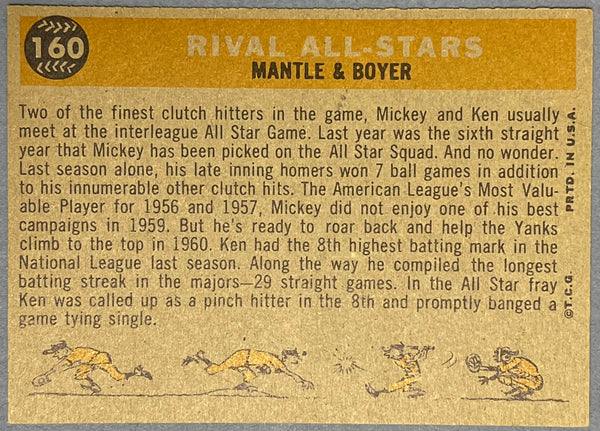 160
RIVAL ALL-STARS
MANTLE & BOYER
Two of the finest clutch hitters in the game, Mickey and Ken usually
meet at the interleague All Star Game. Last year was the sixth straight
year that Mickey has been picked on the All Star Squad. And no wonder.
Last season alone, his late inning homers won 7 ball games in addition
to his innumerable other clutch hits. The American League's Most Valu-
able Player for 1956 and 1957, Mickey did not enjoy one of his best
campaigns in 1959. But he's ready to roar back and help the Yanks
climb to the top in 1960. Ken had the 8th highest batting mark in the
National League last season. Along the way he compiled the longest
batting streak in the majors—29 straight games. In the All Star fray
Ken was called up as a pinch hitter in the 8th and promptly banged a
game tying single.
©T.C.G. PRTD. IN U.S.A.